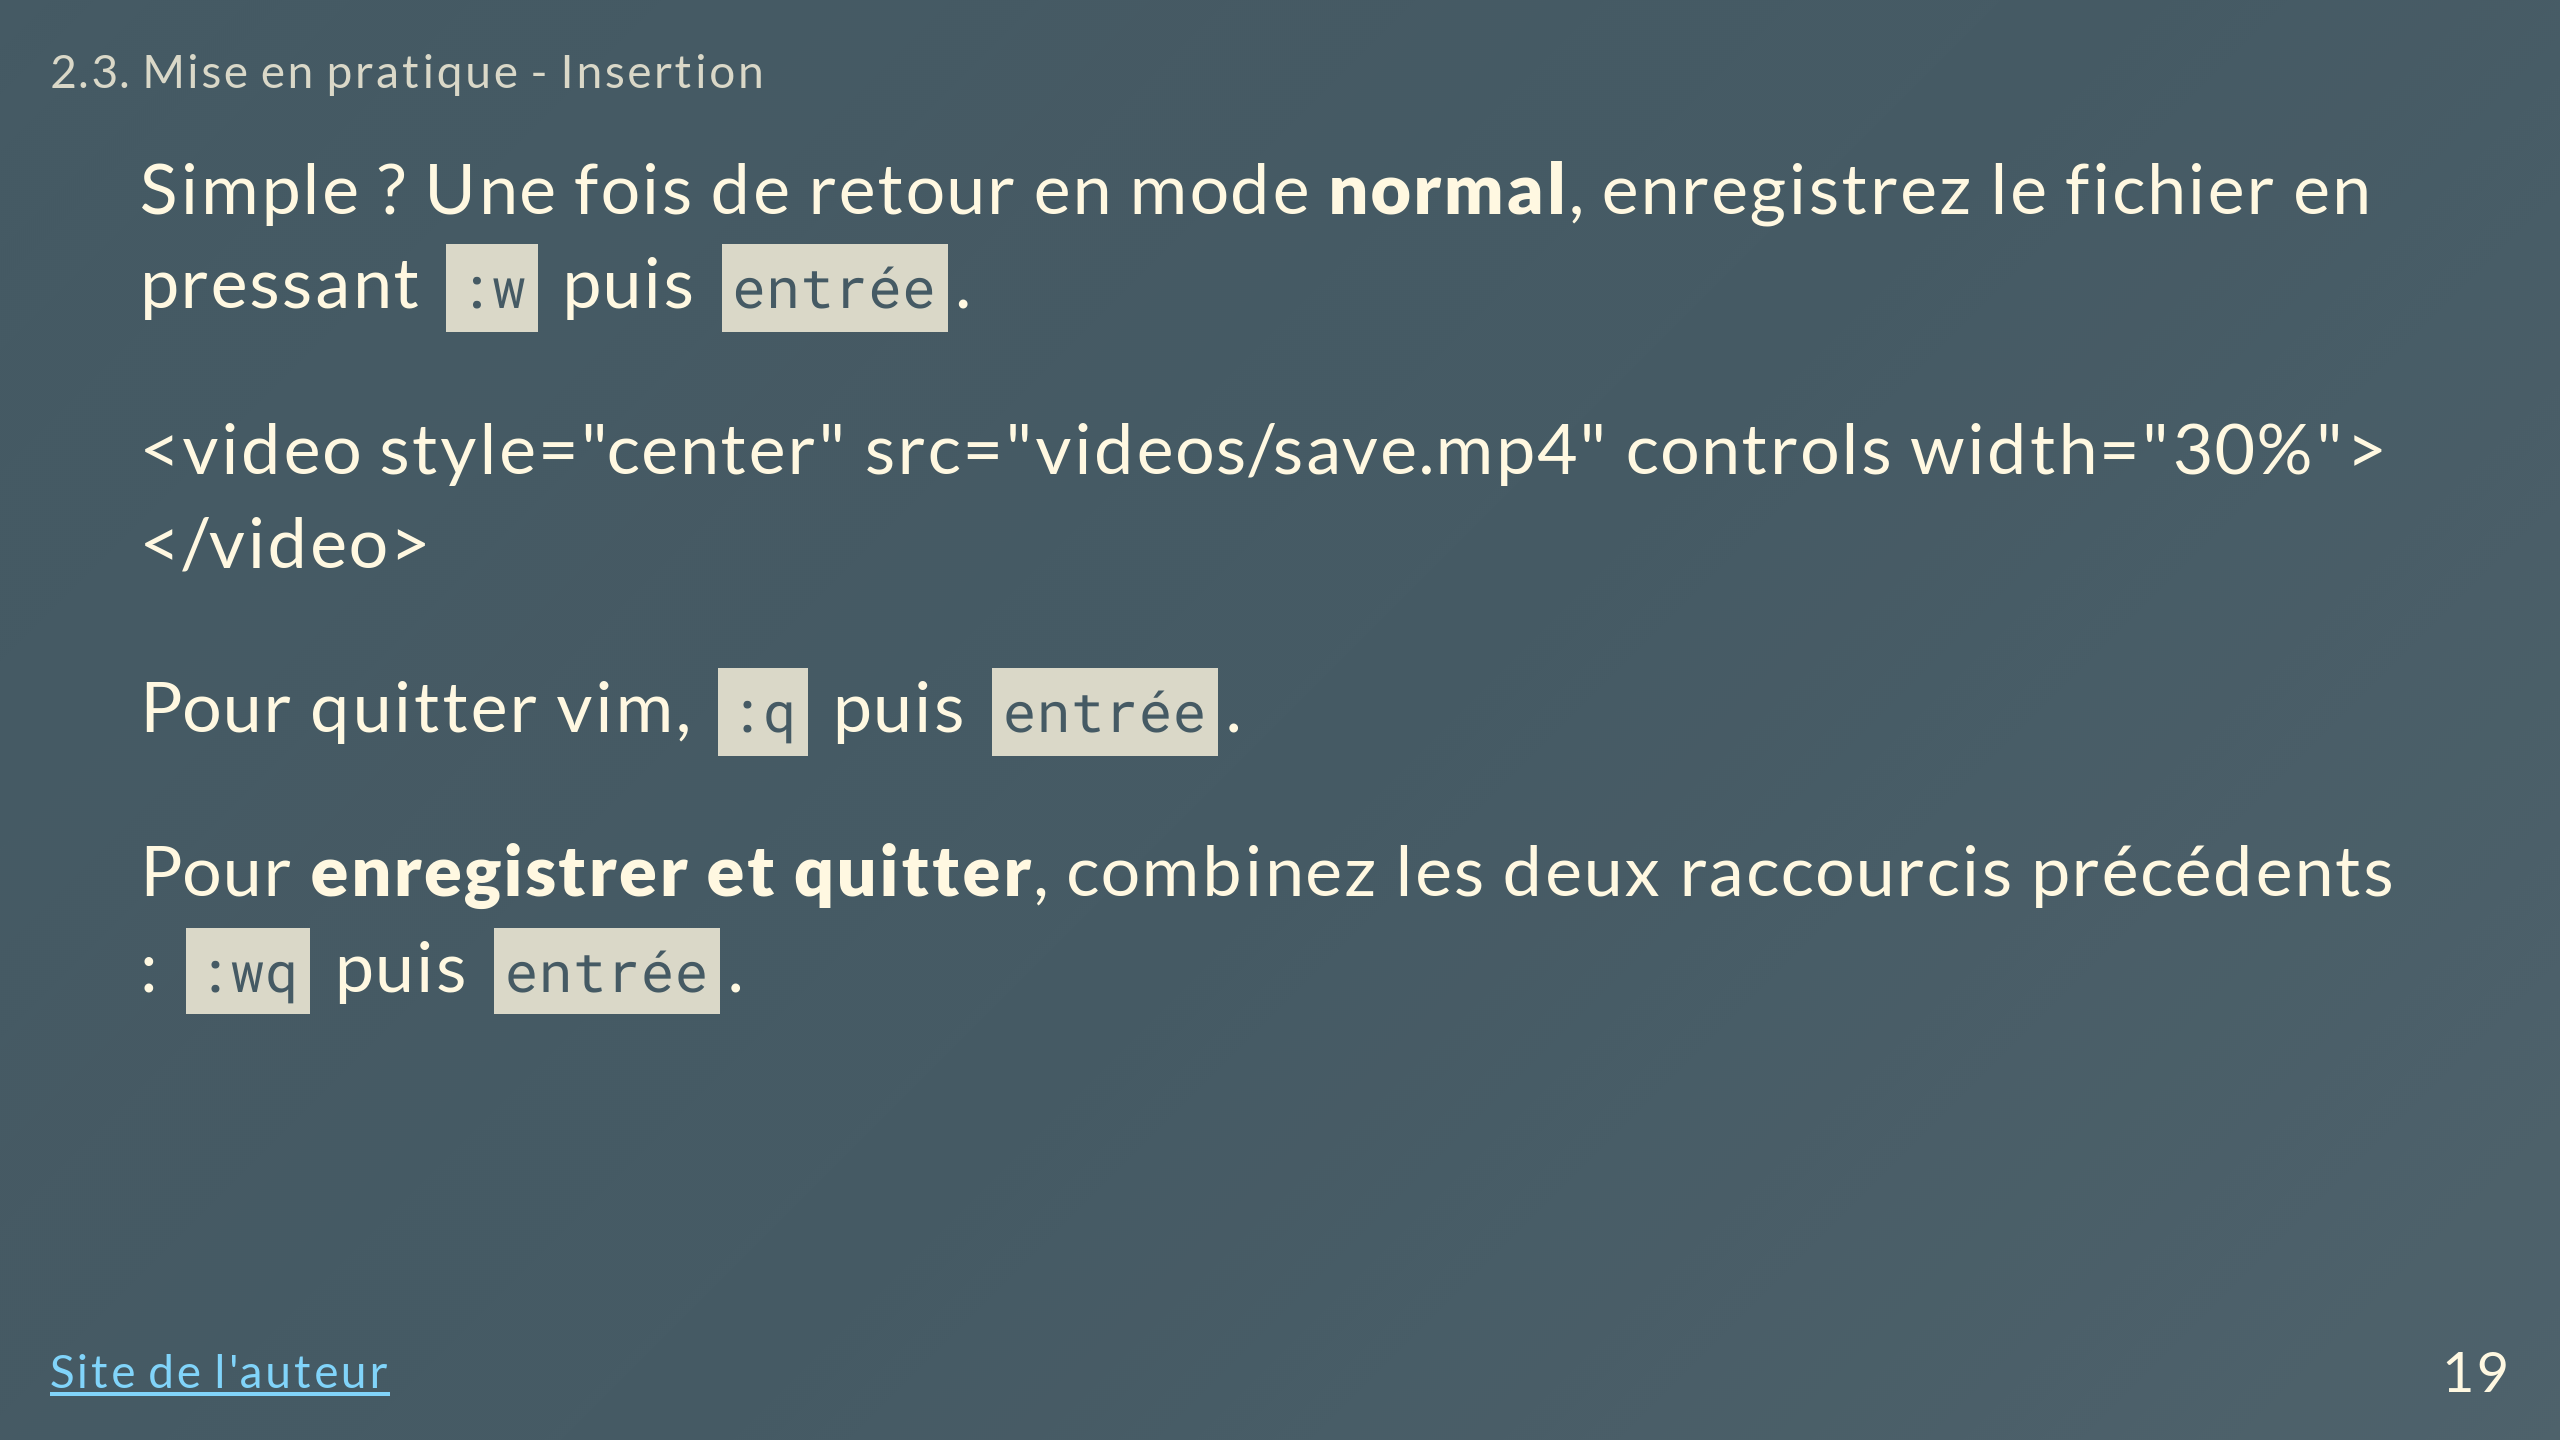 2.3. Mise en pratique - Insertion
Simple ? Une fois de retour en mode normal, enregistrez le fichier en
pressant :w puis entrée.
<video style="center" src="videos/save.mp4" controls width="30%">
</video>
Pour quitter vim, :q puis entrée.
Pour enregistrer et quitter, combinez les deux raccourcis précédents
: :wq puis entrée.
Site de l'auteur
19